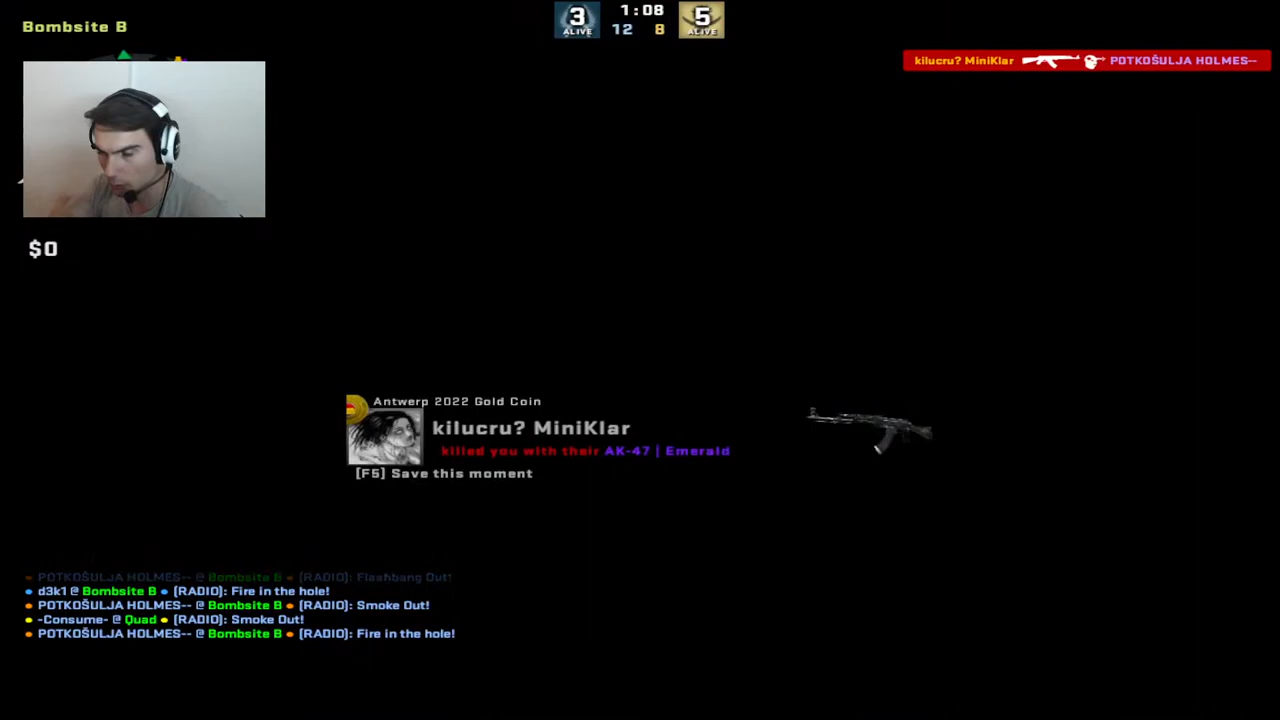 Bombsite B
3 1:08 5
ALIVE 12 8 ALIVE
kilucru? MiniKlar POTKOŠULJA HOLMES--
$0
Antwerp 2022 Gold Coin
kilucru? MiniKlar
killed you with their AK-47 | Emerald
[F5] Save this moment
POTKOŠULJA HOLMES-- @ Bombsite B ● (RADIO): Flashbang Out!
d3k1 @ Bombsite B ● (RADIO): Fire in the hole!
POTKOŠULJA HOLMES-- @ Bombsite B ● (RADIO): Smoke Out!
-Consume- @ Quad ● (RADIO): Smoke Out!
POTKOŠULJA HOLMES-- @ Bombsite B ● (RADIO): Fire in the hole!